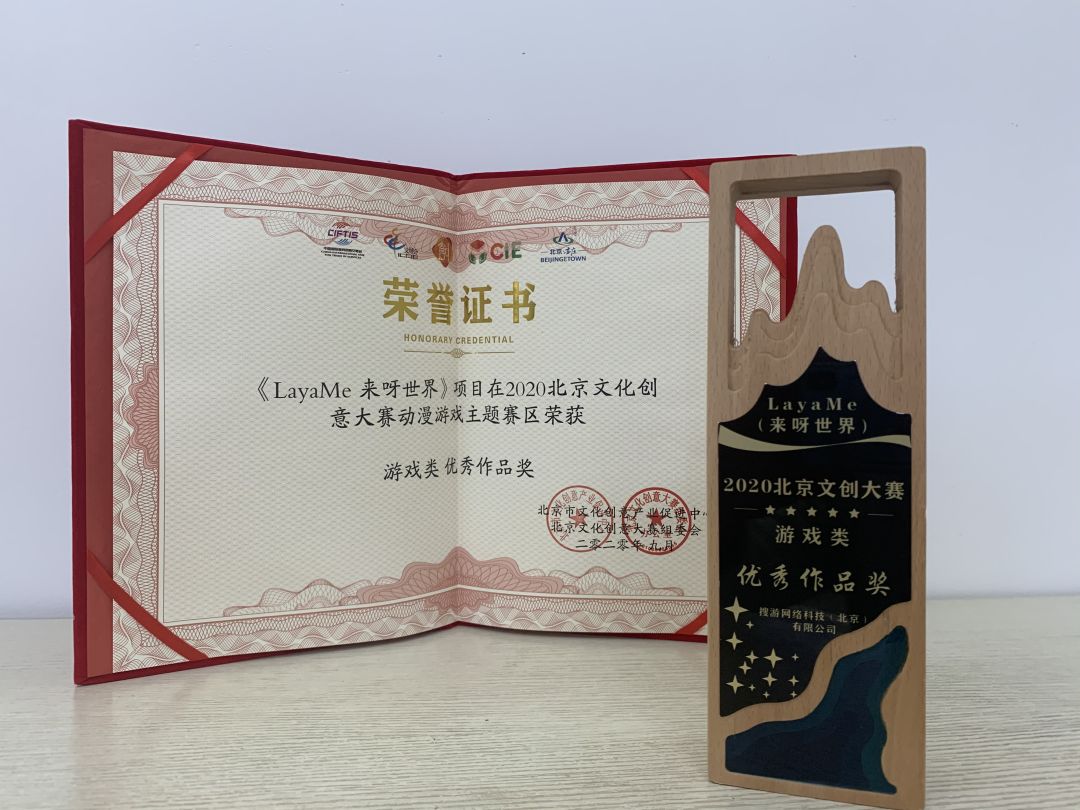 CIFTIS
CIE
北京
BEIJINGETOWN
荣誉证书
HONORARY CREDENTIAL
《LayaMe 来呀世界》项目在2020北京文化创
意大赛动漫游戏主题赛区荣获
游戏类 优秀作品奖
北京市文化创意产业促进中
北京文化创意大赛组委会
二零二零年九月
LayaMe
(来呀世界)
2020北京文创大赛
游戏类
优秀作品奖
搜游网络科技(北京)
有限公司